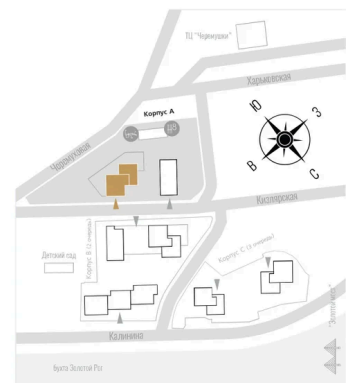 ТЦ "Черемушки"
Харьковская
Корпус А
Черемуховая
Ю
З
В
С
Кизлярская
Детский сад
Корпус В (2 очередь)
Корпус С (3 очередь)
Калинина
бухта Золотой Рог